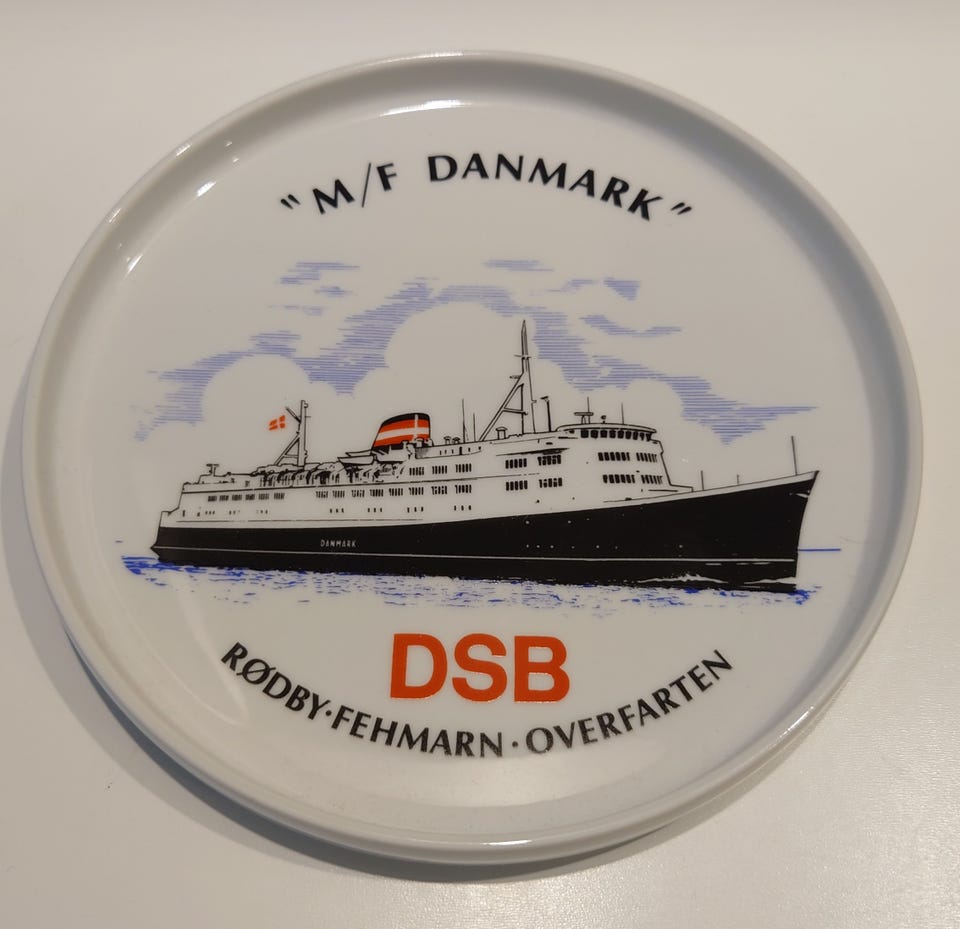 "M/F DANMARK"
DANMARK
DSB
RØDBY·FEHMARN·OVERFARTEN